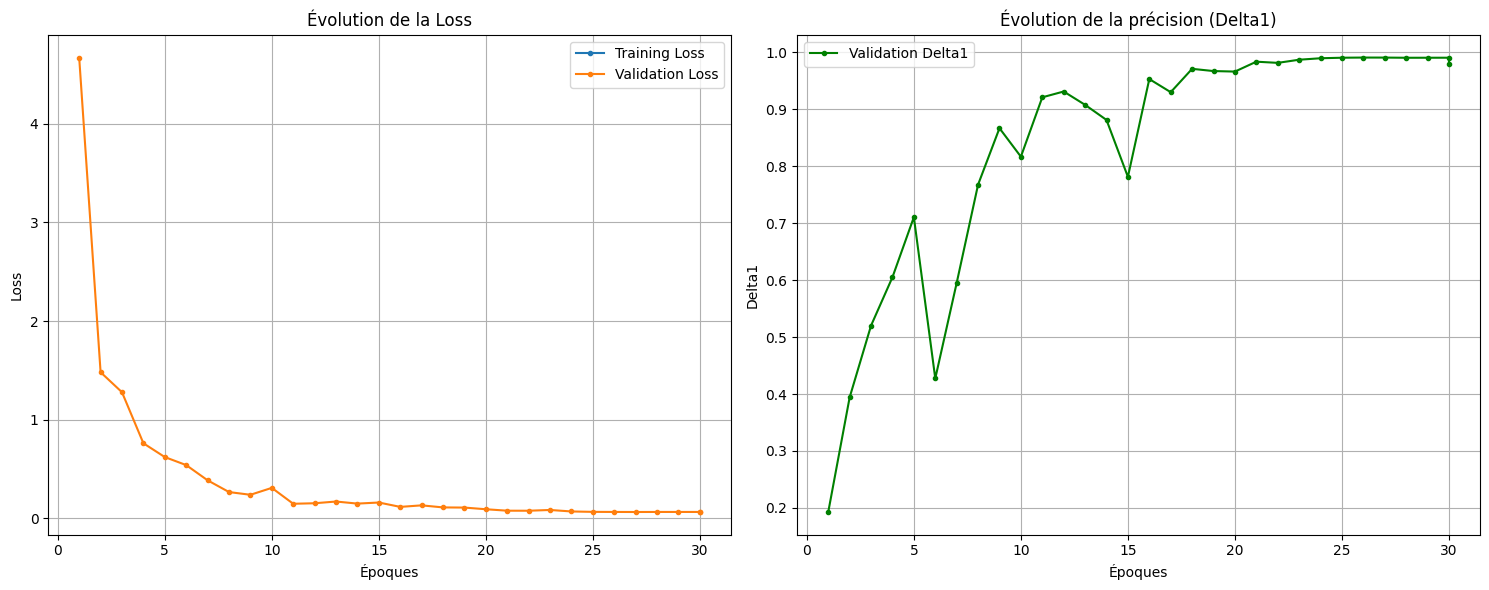 Évolution de la Loss
Training Loss
Validation Loss
Loss
4
3
2
1
0
0 5 10 15 20 25 30
Époques
Évolution de la précision (Delta1)
Validation Delta1
Delta1
1.0
0.9
0.8
0.7
0.6
0.5
0.4
0.3
0.2
0 5 10 15 20 25 30
Époques